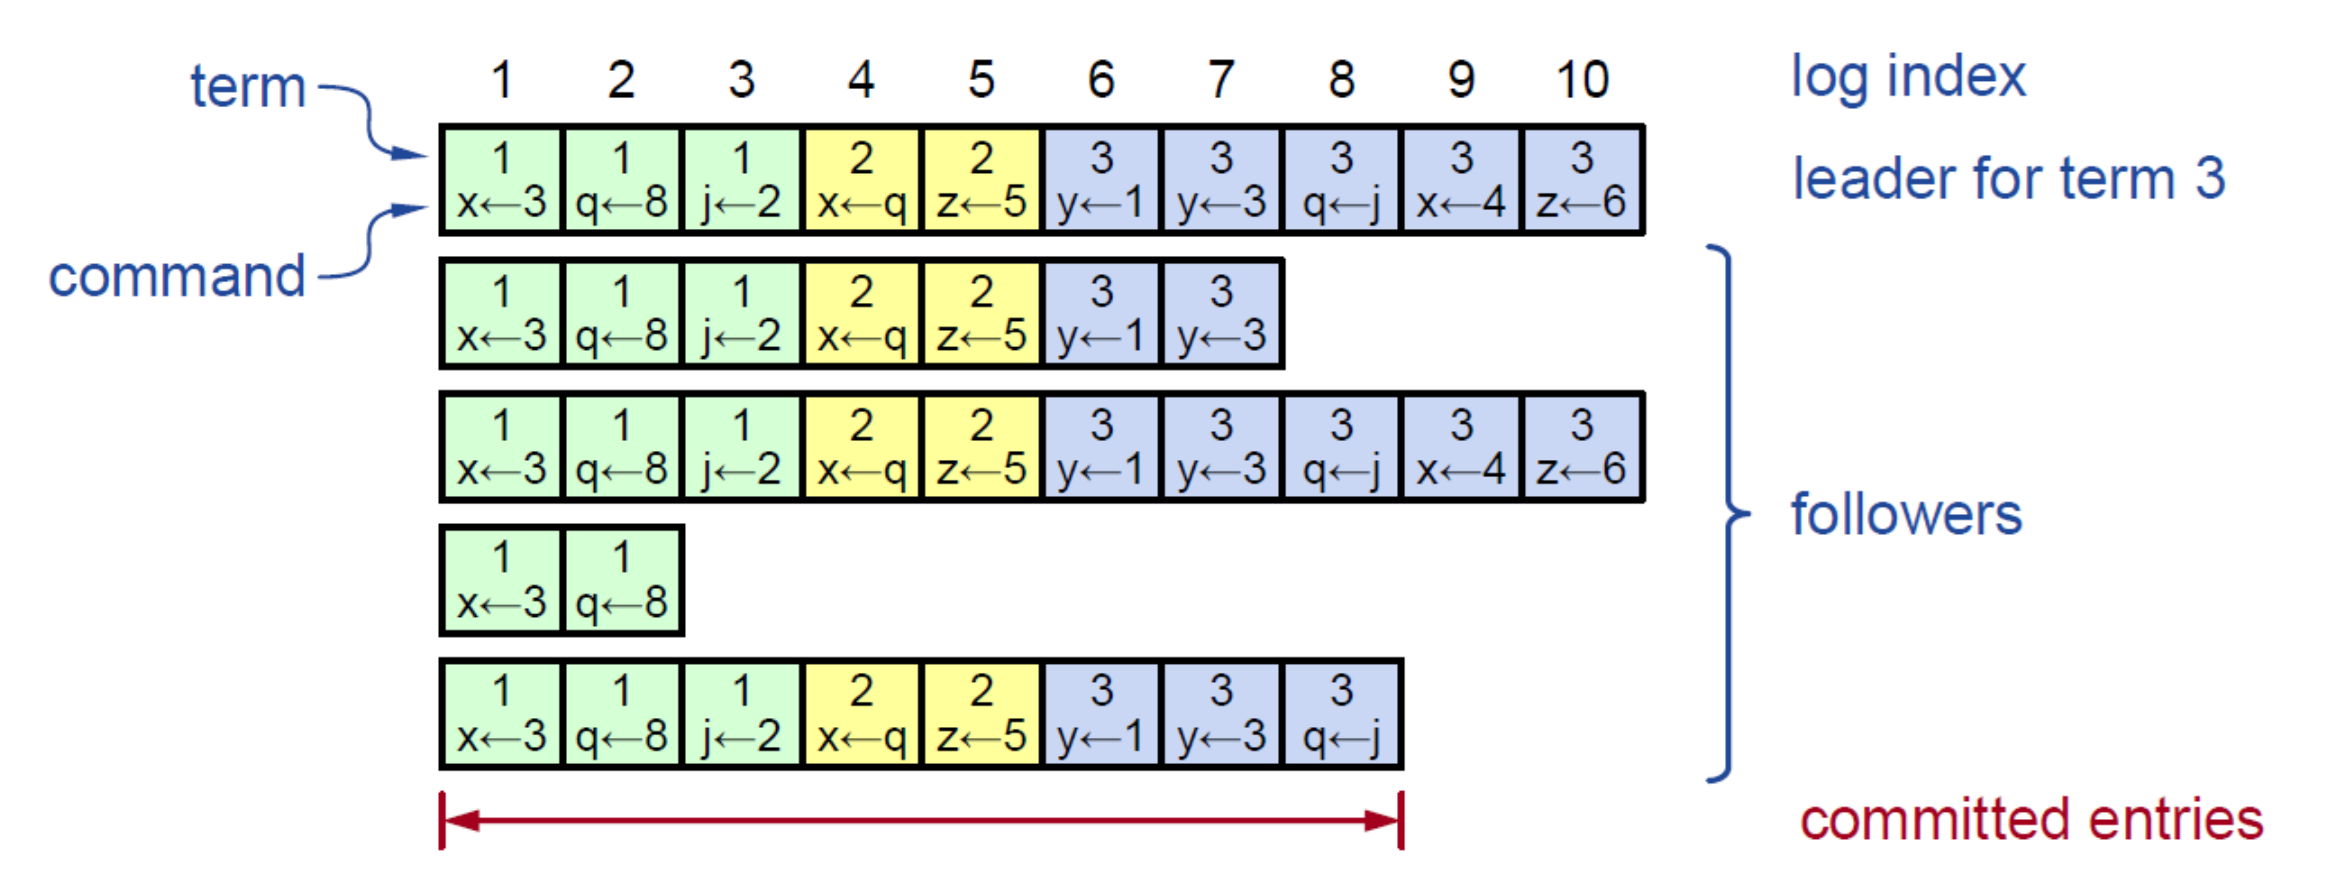 term
1 2 3 4 5 6 7 8 9 10
log index
1 1 1 2 2 3 3 3 3 3
x←3 q←8 j←2 x←q z←5 y←1 y←3 q←j x←4 z←6
leader for term 3
command
1 1 1 2 2 3 3
x←3 q←8 j←2 x←q z←5 y←1 y←3
1 1 1 2 2 3 3 3 3 3
x←3 q←8 j←2 x←q z←5 y←1 y←3 q←j x←4 z←6
followers
1 1
x←3 q←8
1 1 1 2 2 3 3 3
x←3 q←8 j←2 x←q z←5 y←1 y←3 q←j
committed entries